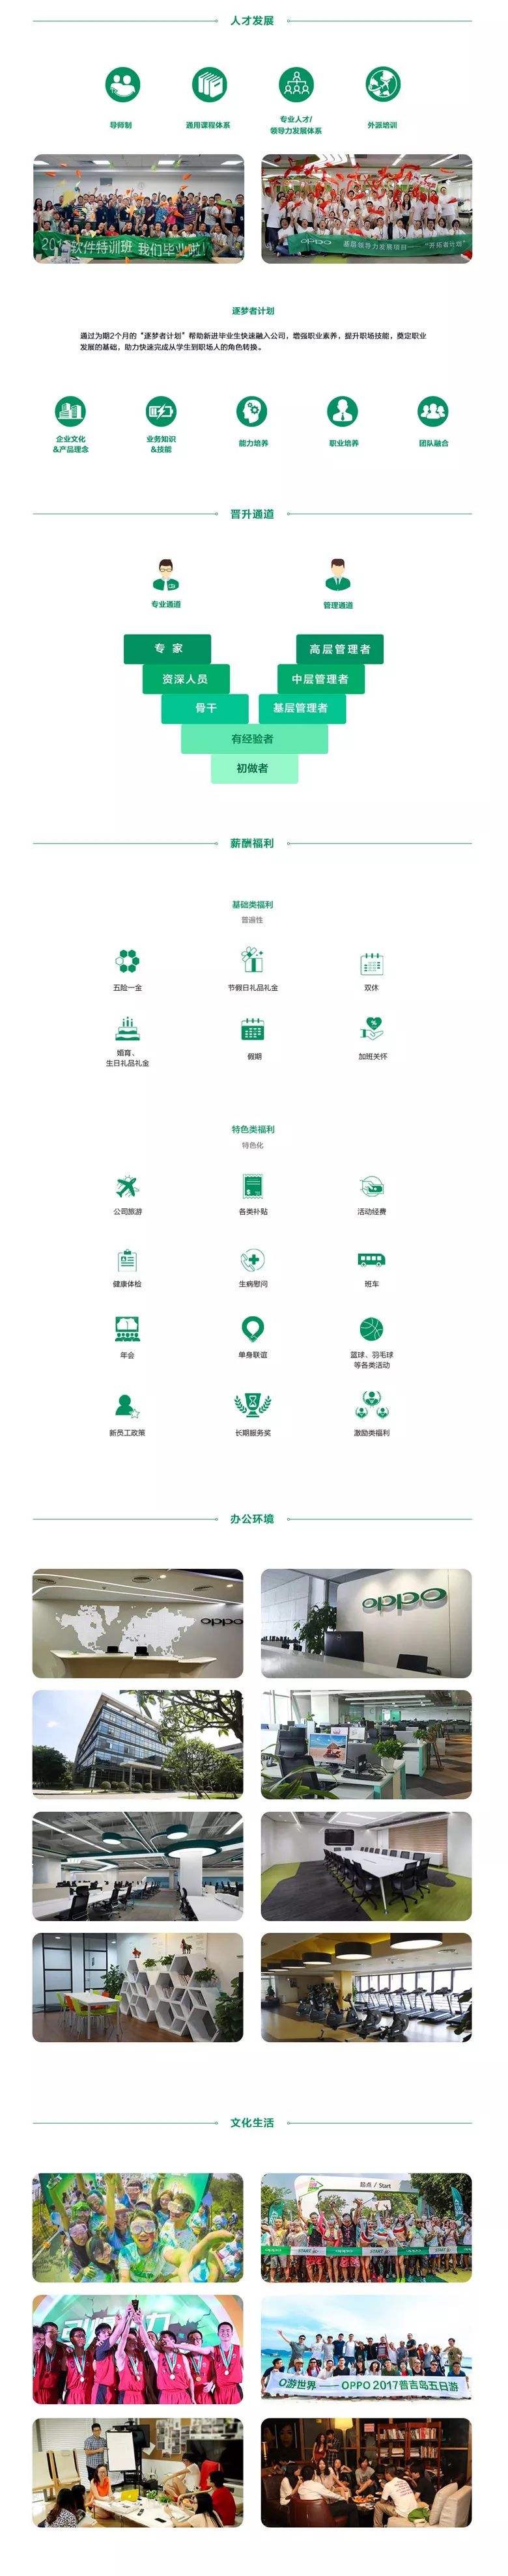 人才发展
导师制
通用课程体系
专业人才/
领导力发展体系
外派培训
软件特训班 我们毕业啦!
oppo
基层领导力发展项目——“开拓者计划”
逐梦者计划
通过为期2个月的“逐梦者计划”帮助新进毕业生快速融入公司，增强职业素养，提升职场技能，奠定职业
发展的基础，助力快速完成从学生到职场人的角色转换。
企业文化
&产品理念
业务知识
&技能
能力培养
职业培养
团队融合
晋升通道
专业通道
管理通道
专 家
高层管理者
资深人员
中层管理者
骨干
基层管理者
有经验者
初做者
薪酬福利
基础类福利
普遍性
五险一金
节假日礼品礼金
双休
婚育、
生日礼品礼金
假期
加班关怀
特色类福利
特色化
公司旅游
各类补贴
活动经费
健康体检
生病慰问
班车
年会
单身联谊
篮球、羽毛球
等各类活动
新员工政策
长期服务奖
激励类福利
办公环境
oppo
oppo
文化生活
起点 / Start
oppo
START
oppo
START
oppo
O游世界 —— OPPO 2017普吉岛五日游